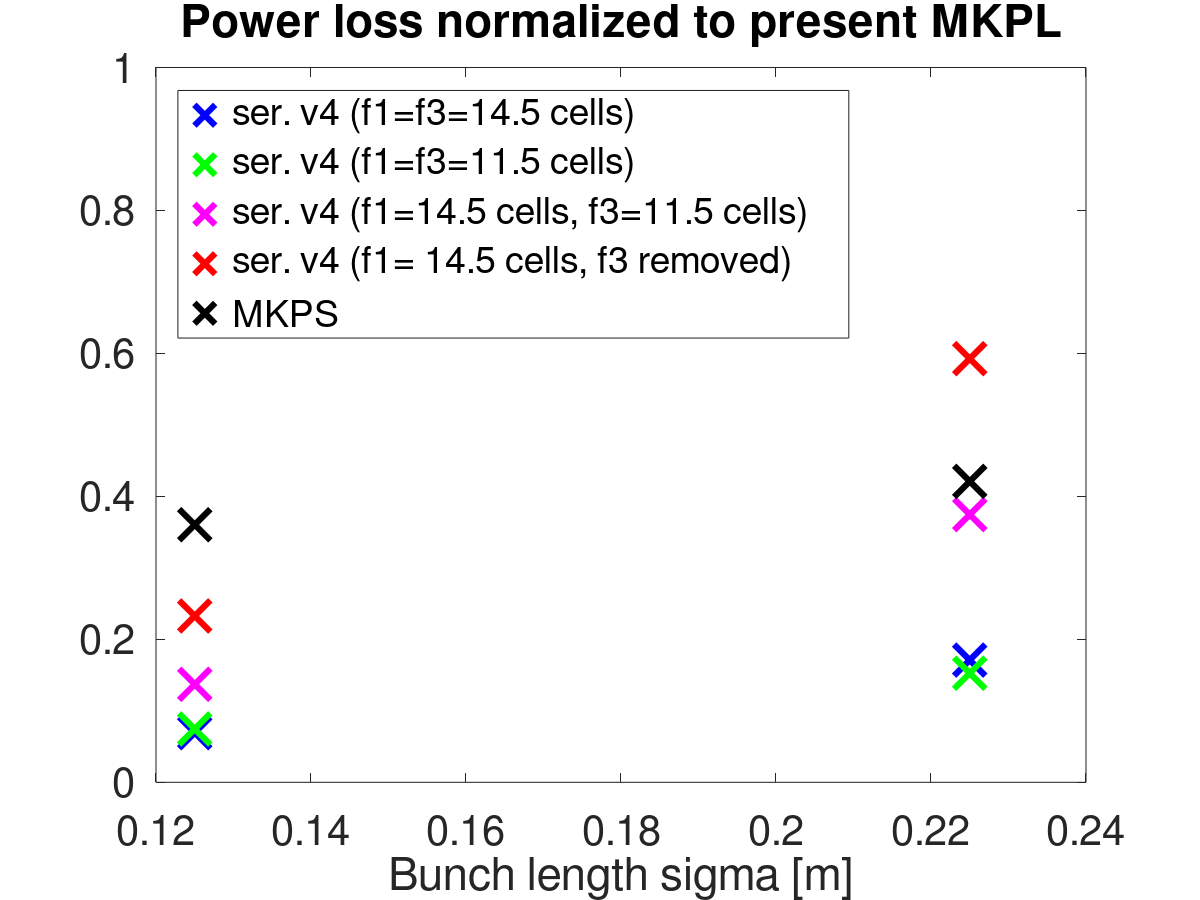 Power loss normalized to present MKPL
1
ser. v4 (f1=f3=14.5 cells)
ser. v4 (f1=f3=11.5 cells)
ser. v4 (f1=14.5 cells, f3=11.5 cells)
ser. v4 (f1= 14.5 cells, f3 removed)
MKPS
0.8
0.6
0.4
0.2
0
0.12 0.14 0.16 0.18 0.2 0.22 0.24
Bunch length sigma [m]